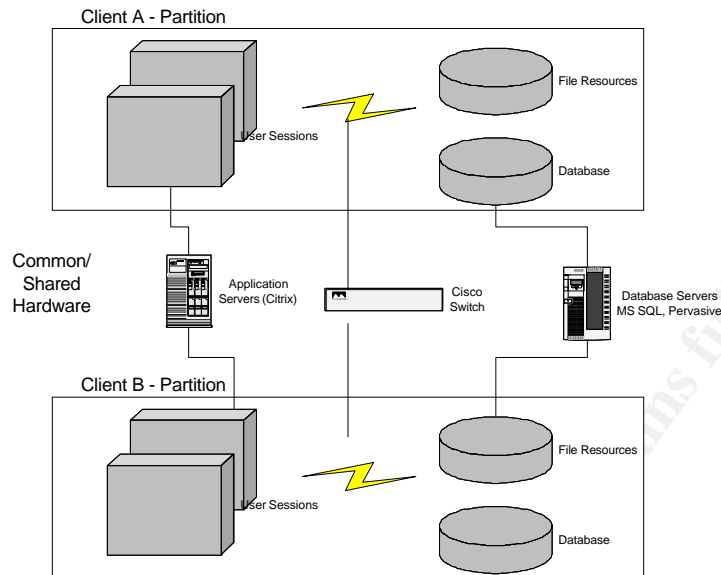 Client A - Partition
File Resources
User Sessions
Database
Common/
Shared
Hardware
Application
Servers (Citrix)
Cisco
Switch
Database Servers
MS SQL, Pervasive
Client B - Partition
File Resources
User Sessions
Database